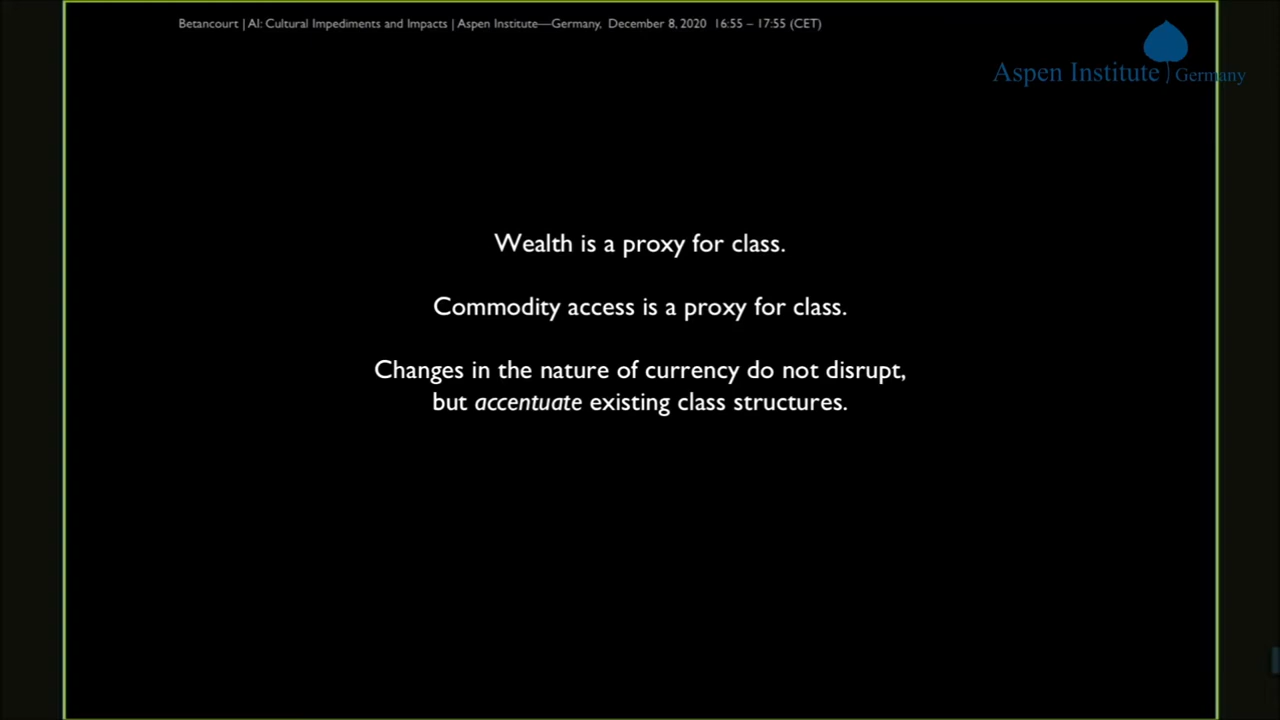 Betancourt | AI: Cultural Impediments and Impacts | Aspen Institute—Germany, December 8, 2020 16:55 – 17:55 (CET)
Aspen Institute | Germany
Wealth is a proxy for class.
Commodity access is a proxy for class.
Changes in the nature of currency do not disrupt,
but accentuate existing class structures.